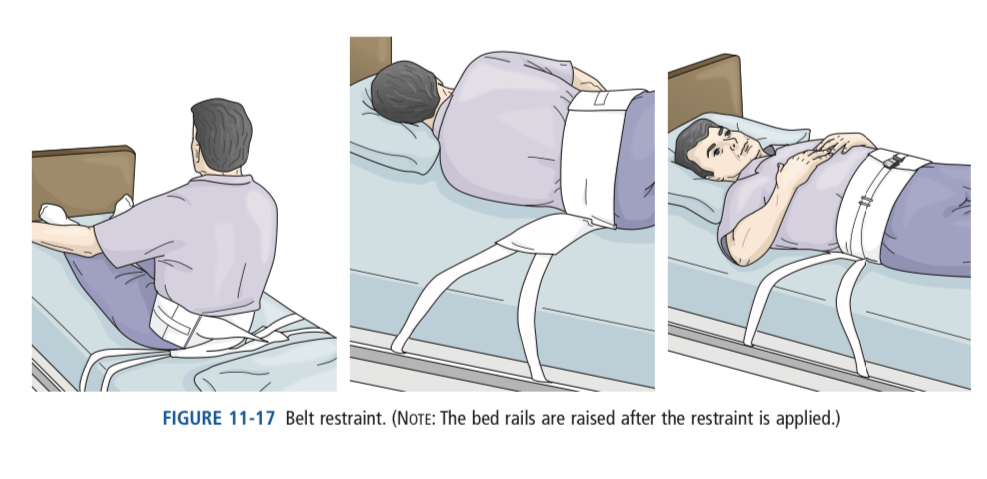 FIGURE 11-17 Belt restraint. (NOTE: The bed rails are raised after the restraint is applied.)